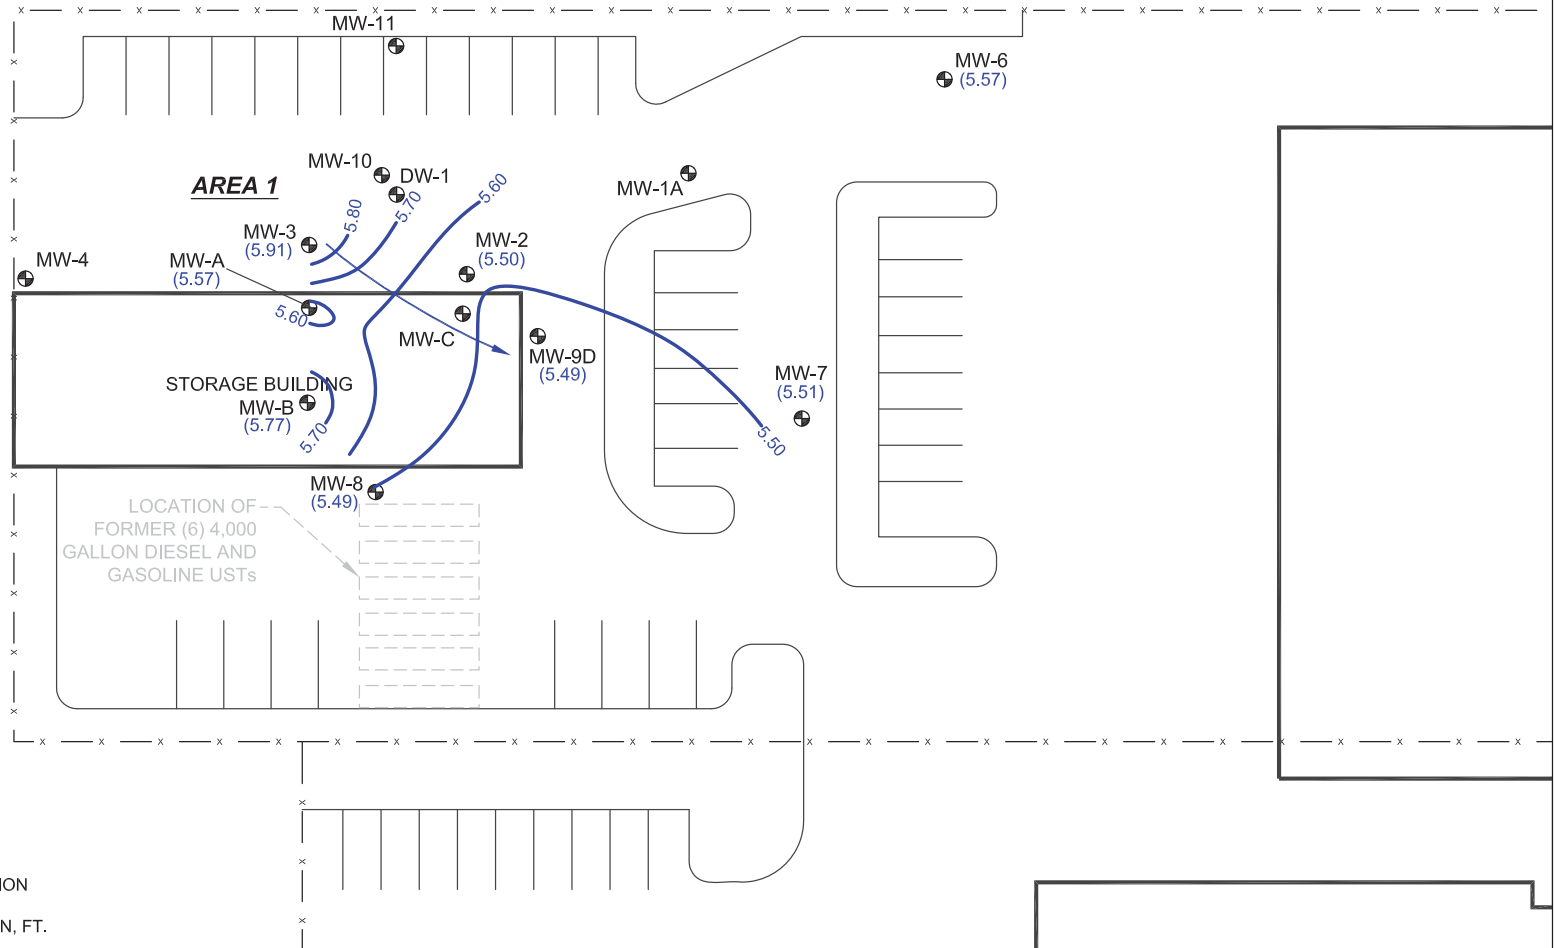 MW-11
MW-6
(5.57)
MW-10
DW-1
AREA 1
MW-1A
5.60
5.70
5.80
MW-3
(5.91)
MW-2
(5.50)
MW-4
MW-A
(5.57)
5.60
MW-C
MW-9D
(5.49)
STORAGE BUILDING
MW-B
(5.77)
5.70
MW-7
(5.51)
5.50
MW-8
(5.49)
LOCATION OF
FORMER (6) 4,000
GALLON DIESEL AND
GASOLINE USTs
ION
N, FT.